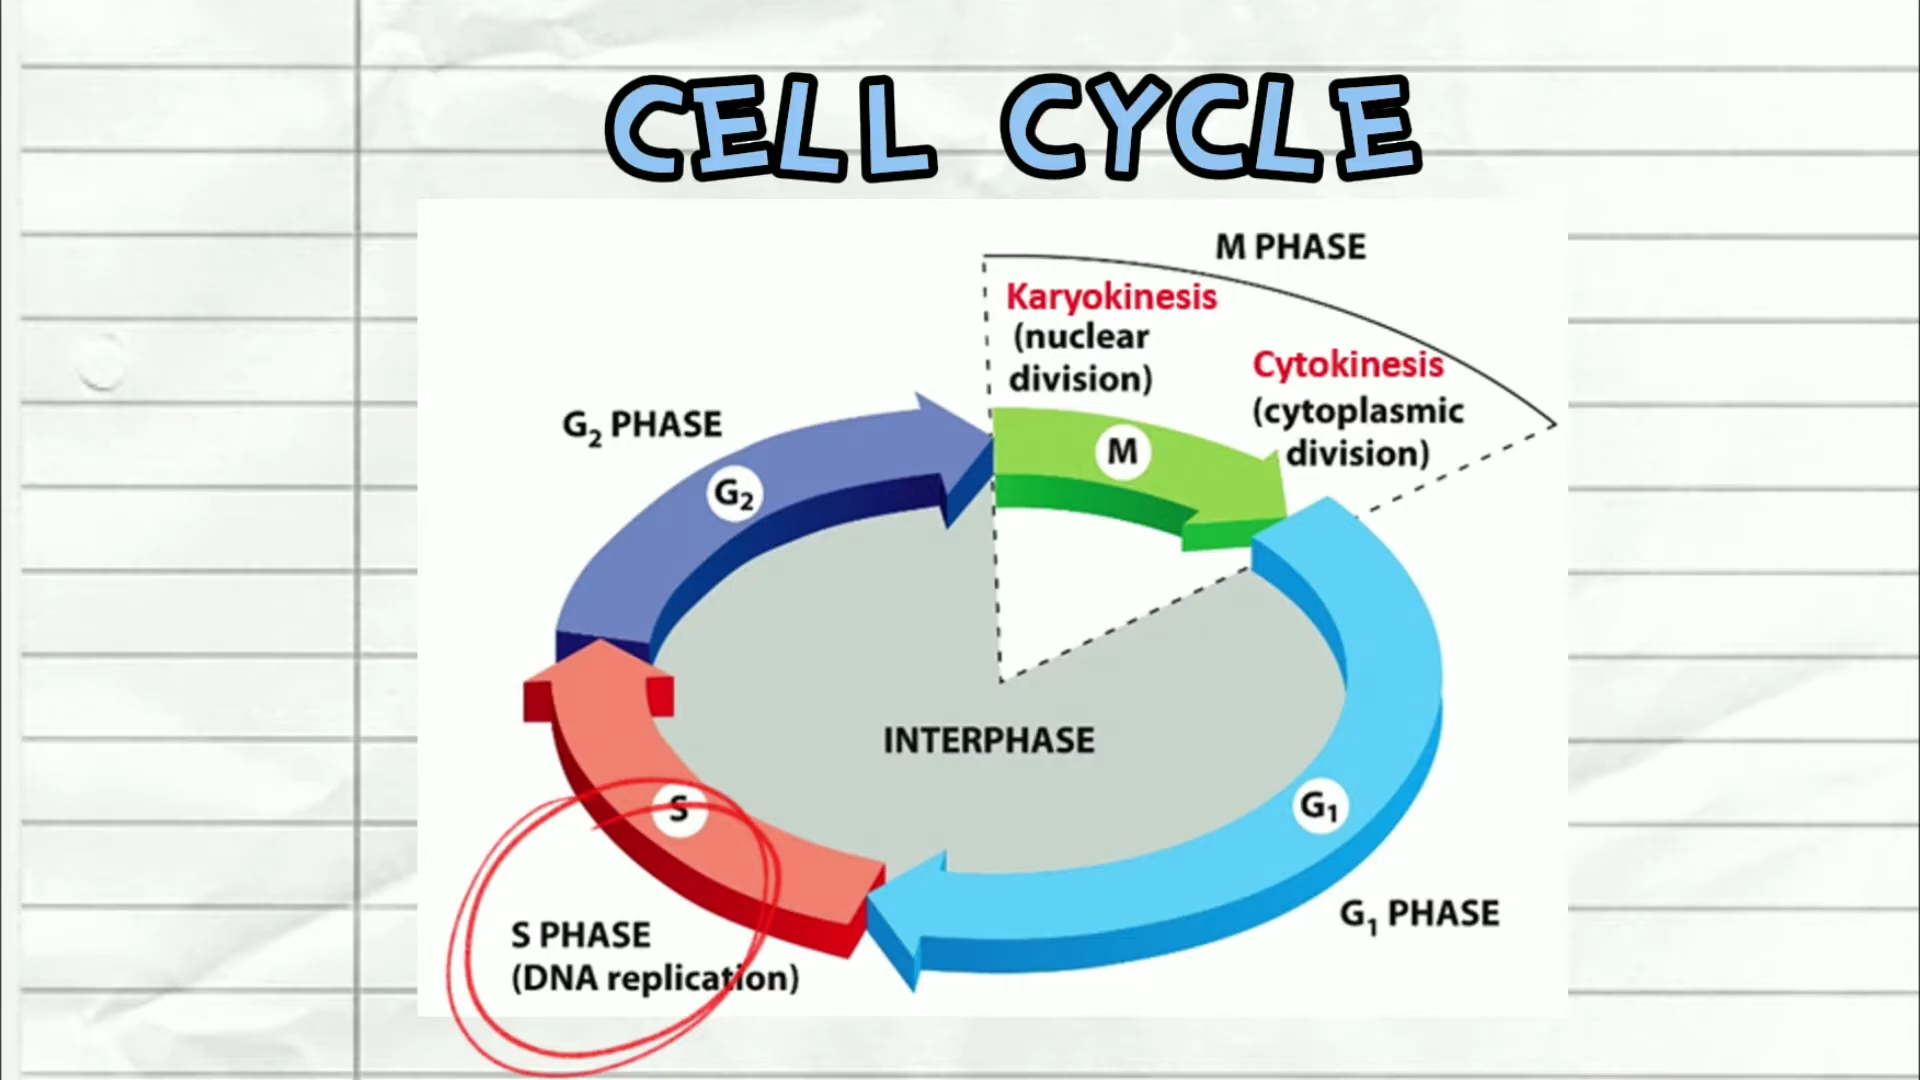 CELL CYCLE
M PHASE
Karyokinesis
(nuclear
division)
Cytokinesis
(cytoplasmic
division)
G₂ PHASE
M
G₂
INTERPHASE
S
G₁
S PHASE
(DNA replication)
G₁ PHASE